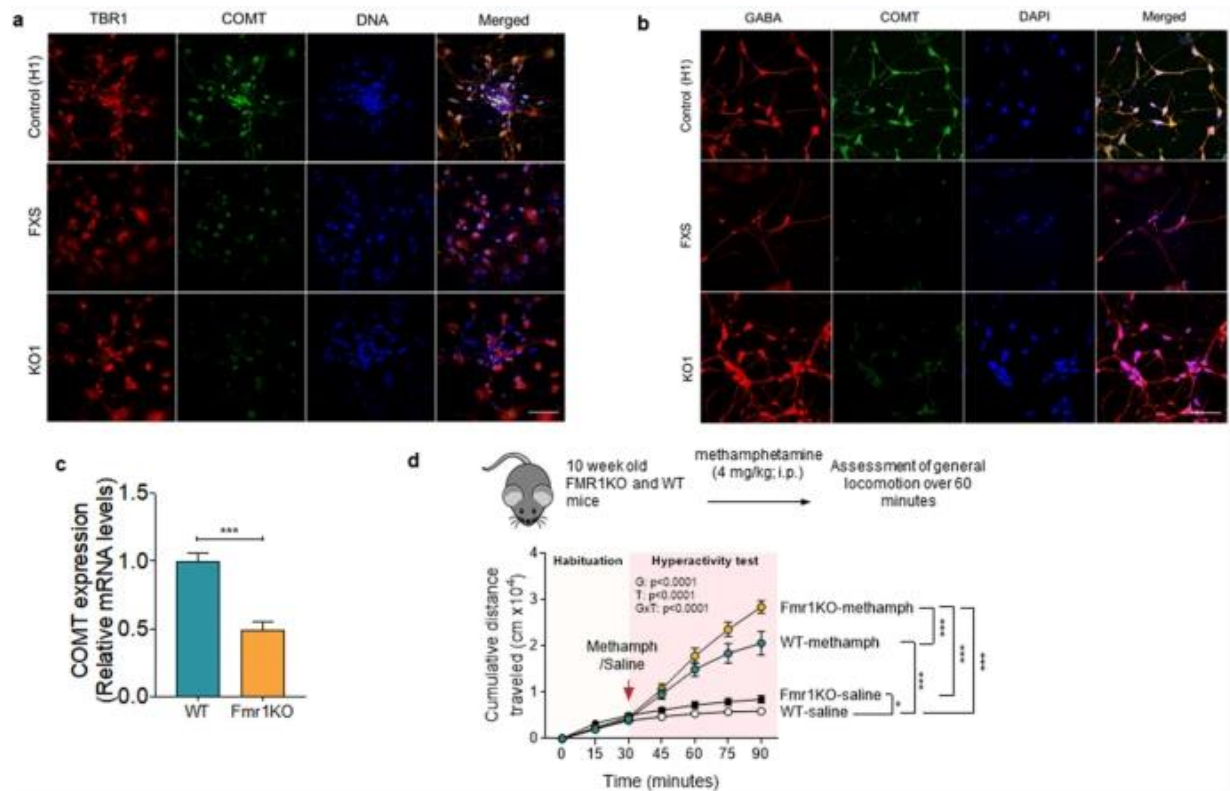 a
TBR1 COMT DNA Merged
Control (H1)
FXS
KO1
b
GABA COMT DAPI Merged
Control (H1)
FXS
KO1
c
COMT expression
(Relative mRNA levels)
1.5
1.0
0.5
0.0
***
WT Fmr1KO
d
10 week old
FMR1KO and WT
mice
methamphetamine
(4 mg/kg; i.p.)
Assessment of general
locomotion over 60
minutes
Cumulative distance
traveled (cm x10⁴)
4
3
2
1
0
Habituation Hyperactivity test
G: p<0.0001
T: p<0.0001
GxT: p<0.0001
Methamph
/Saline
Fmr1KO-methamph
WT-methamph
Fmr1KO-saline
WT-saline
***
***
***
***
*
0 15 30 45 60 75 90
Time (minutes)